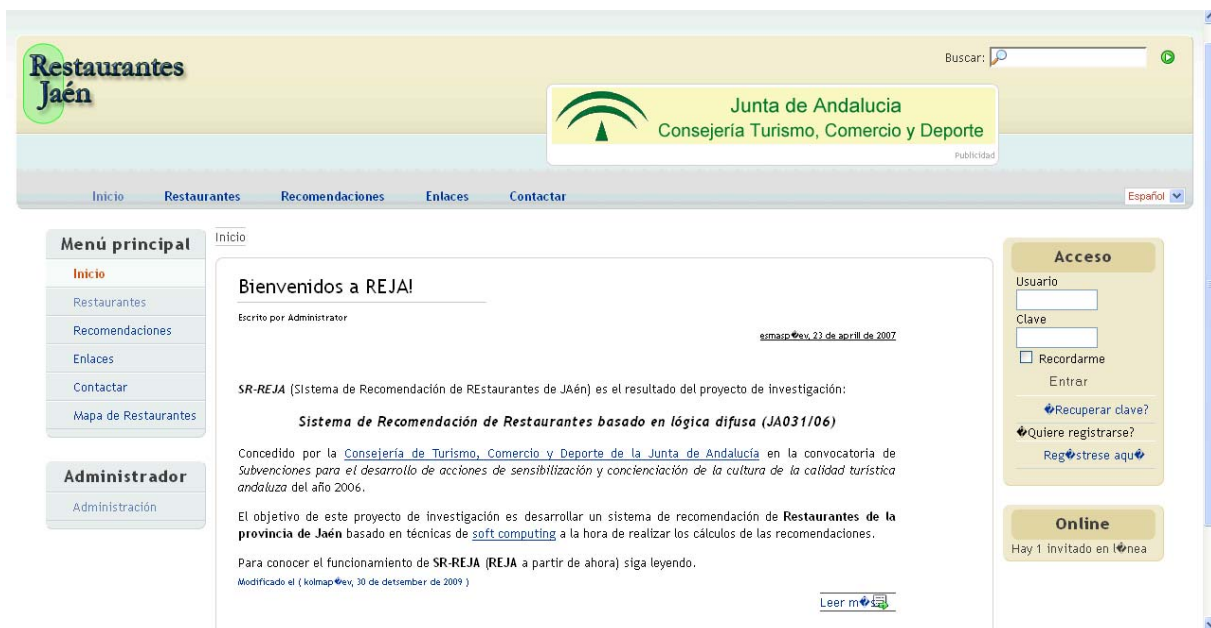 Restaurantes
Jaén
Buscar:
Junta de Andalucia
Consejería Turismo, Comercio y Deporte
Publicidad
Inicio Restaurantes Recomendaciones Enlaces Contactar
Español
Menú principal
Inicio
Restaurantes
Recomendaciones
Enlaces
Contactar
Mapa de Restaurantes
Administrador
Administración
Inicio
Bienvenidos a REJA!
Escrito por Administrator
esmasp�ev, 23 de aprill de 2007
SR-REJA (SIstema de Recomendación de REstaurantes de JAén) es el resultado del proyecto de investigación:
Sistema de Recomendación de Restaurantes basado en lógica difusa (JA031/06)
Concedido por la Consejería de Turismo, Comercio y Deporte de la Junta de Andalucía en la convocatoria de
Subvenciones para el desarrollo de acciones de sensibilización y concienciación de la cultura de la calidad turística
andaluza del año 2006.
El objetivo de este proyecto de investigación es desarrollar un sistema de recomendación de Restaurantes de la
provincia de Jaén basado en técnicas de soft computing a la hora de realizar los cálculos de las recomendaciones.
Para conocer el funcionamiento de SR-REJA (REJA a partir de ahora) siga leyendo.
Modificado el ( kolmap�ev, 30 de detsember de 2009 )
Leer m�s
Acceso
Usuario
Clave
Recordarme
Entrar
�Recuperar clave?
�Quiere registrarse?
Reg�strese aqu�
Online
Hay 1 invitado en l�nea